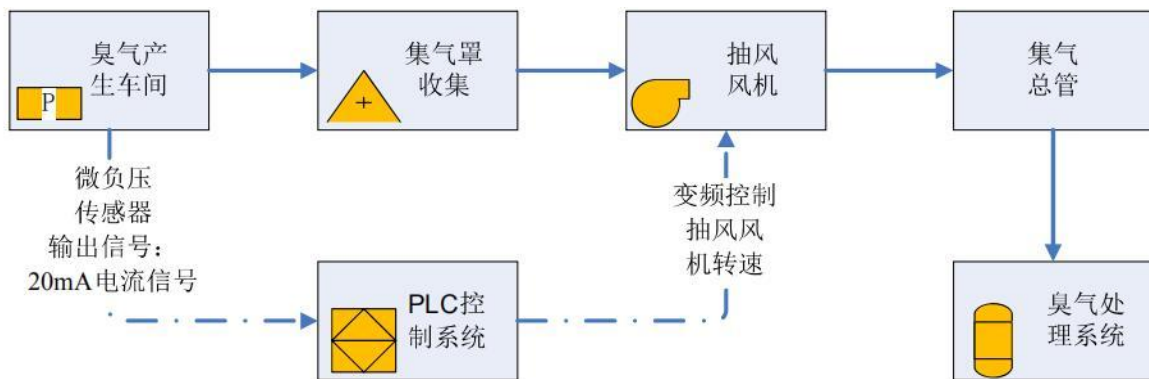 臭气产
生车间
P
集气罩
收集
抽风
风机
集气
总管
微负压
传感器
输出信号：
20mA电流信号
变频控制
抽风风
机转速
PLC控
制系统
臭气处
理系统